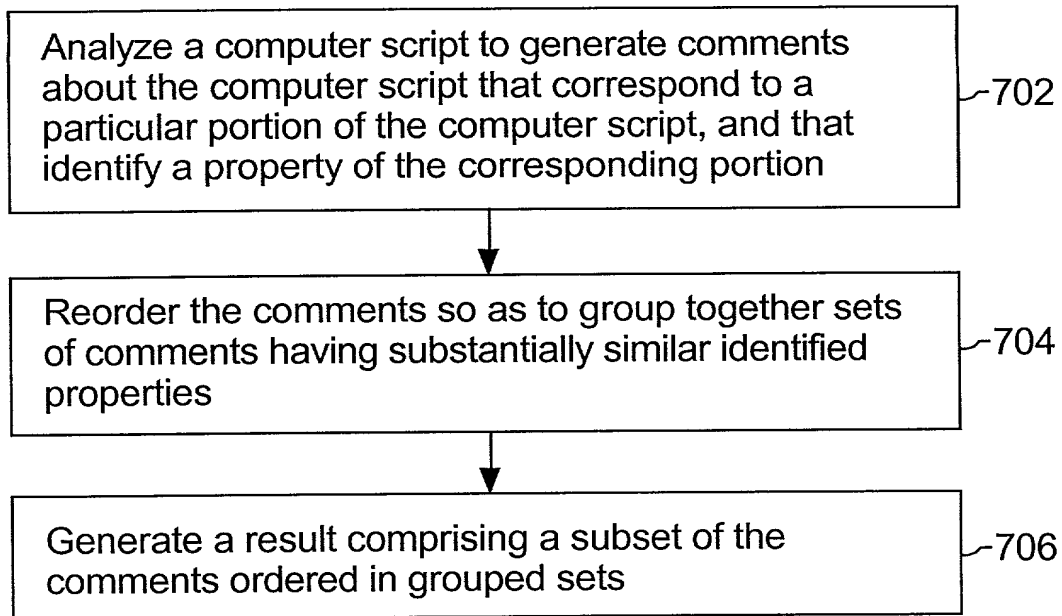 Analyze a computer script to generate comments
about the computer script that correspond to a
particular portion of the computer script, and that
identify a property of the corresponding portion
702
Reorder the comments so as to group together sets
of comments having substantially similar identified
properties
704
Generate a result comprising a subset of the
comments ordered in grouped sets
706